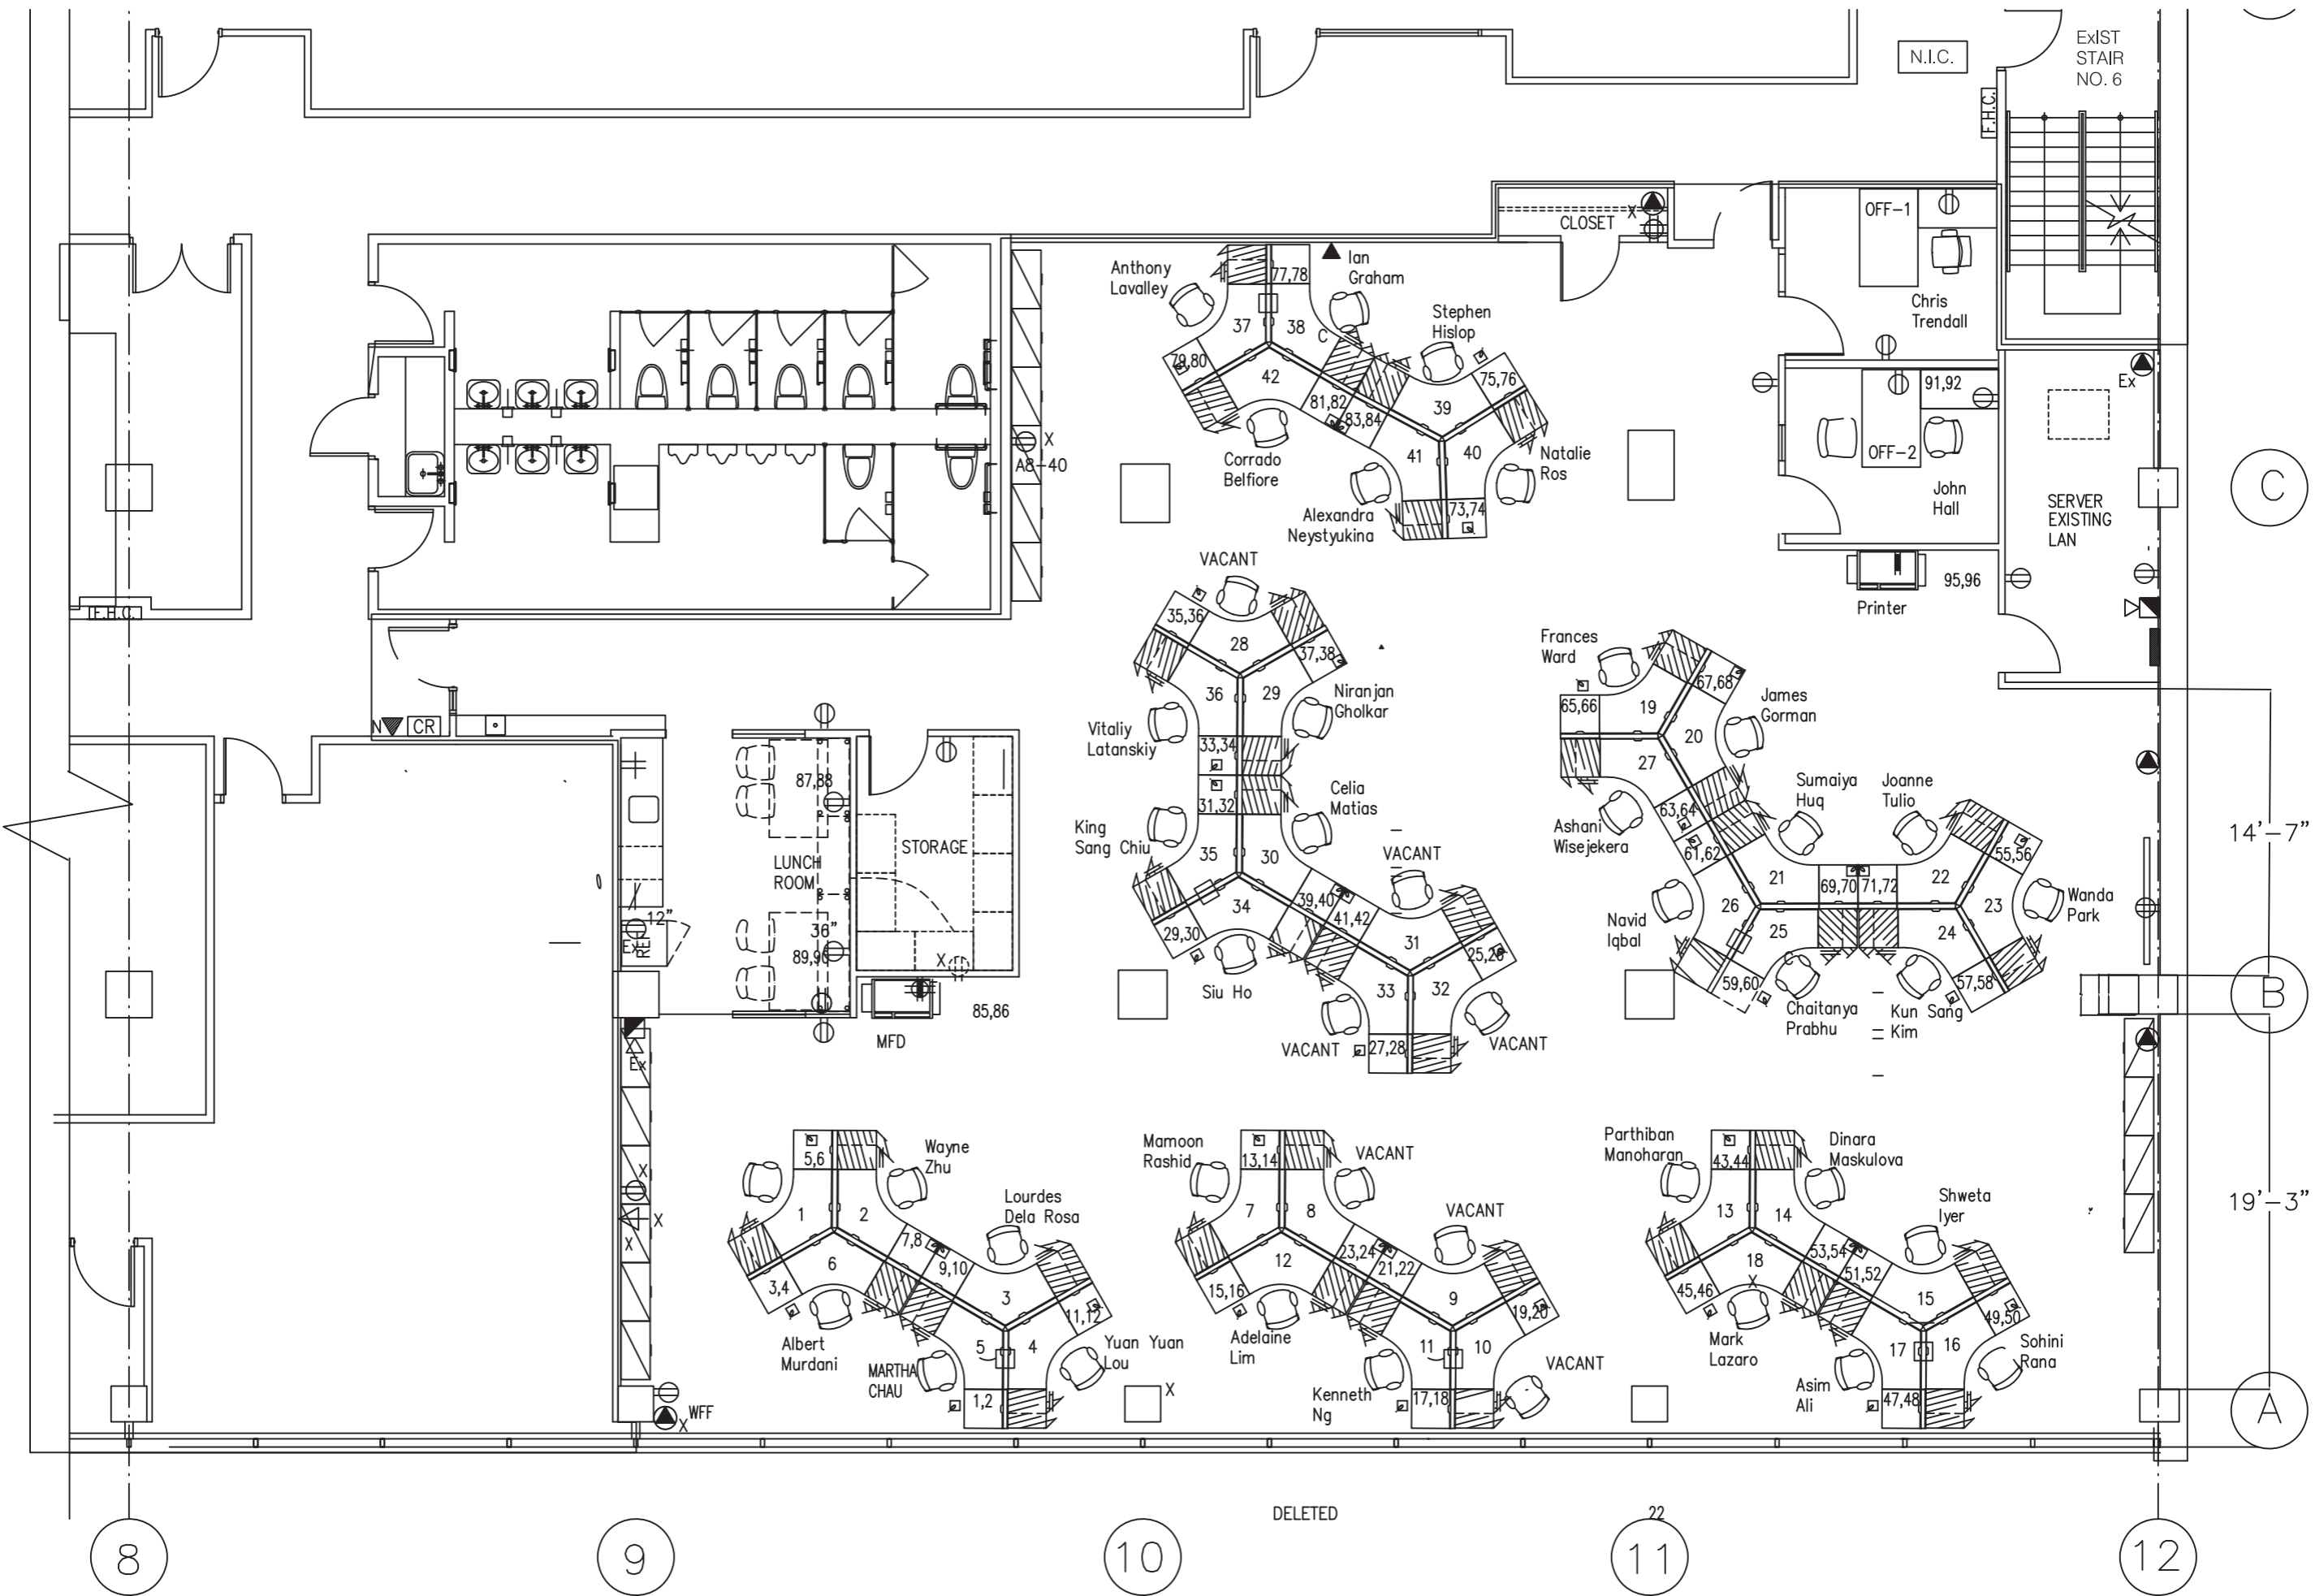 ExIST
STAIR
NO. 6
N.I.C.
F.H.C.
CLOSET
X
OFF-1
Chris
Trendall
Anthony
Lavalley
Ian
Graham
77,78
37
38
C
Stephen
Hislop
79,80
42
81,82
83,84
39
75,76
Ex
91,92
OFF-2
John
Hall
Corrado
Belfiore
41
40
Natalie
Ros
X
A8-40
Alexandra
Neystyukina
73,74
C
SERVER
EXISTING
LAN
F.H.C.
VACANT
95,96
Printer
35,36
28
37,38
36
29
Niranjan
Gholkar
Vitaliy
Latanskiy
33,34
31,32
Celia
Matias
King
Sang Chiu
35
30
34
29,30
Siu Ho
39,40
41,42
VACANT
31
25,26
33
32
VACANT
27,28
VACANT
Frances
Ward
67,68
65,66
19
20
James
Gorman
27
Ashani
Wisejekera
63,64
61,62
Sumaiya
Huq
Joanne
Tulio
55,56
21
69,70
71,72
22
23
Wanda
Park
Navid
Iqbal
26
25
24
59,60
57,58
Chaitanya
Prabhu
Kun Sang
Kim
N
CR
87,88
LUNCH
ROOM
STORAGE
12"
Ex
REF
36"
89,90
X
85,86
MFD
Ex
14'-7"
B
19'-3"
A
X
X
X
WFF
X
5,6
Wayne
Zhu
1
2
Lourdes
Dela Rosa
7,8
9,10
6
3,4
3
11,12
Albert
Murdani
5
4
Yuan Yuan
Lou
MARTHA
CHAU
1,2
X
Mamoon
Rashid
13,14
VACANT
7
8
VACANT
23,24
21,22
12
15,16
9
19,20
Adelaine
Lim
11
10
VACANT
Kenneth
Ng
17,18
Parthiban
Manoharan
43,44
Dinara
Maskulova
13
14
Shweta
Iyer
53,54
51,52
18
X
45,46
15
49,50
Mark
Lazaro
17
16
Sohini
Rana
Asim
Ali
47,48
DELETED
22
8
9
10
11
12